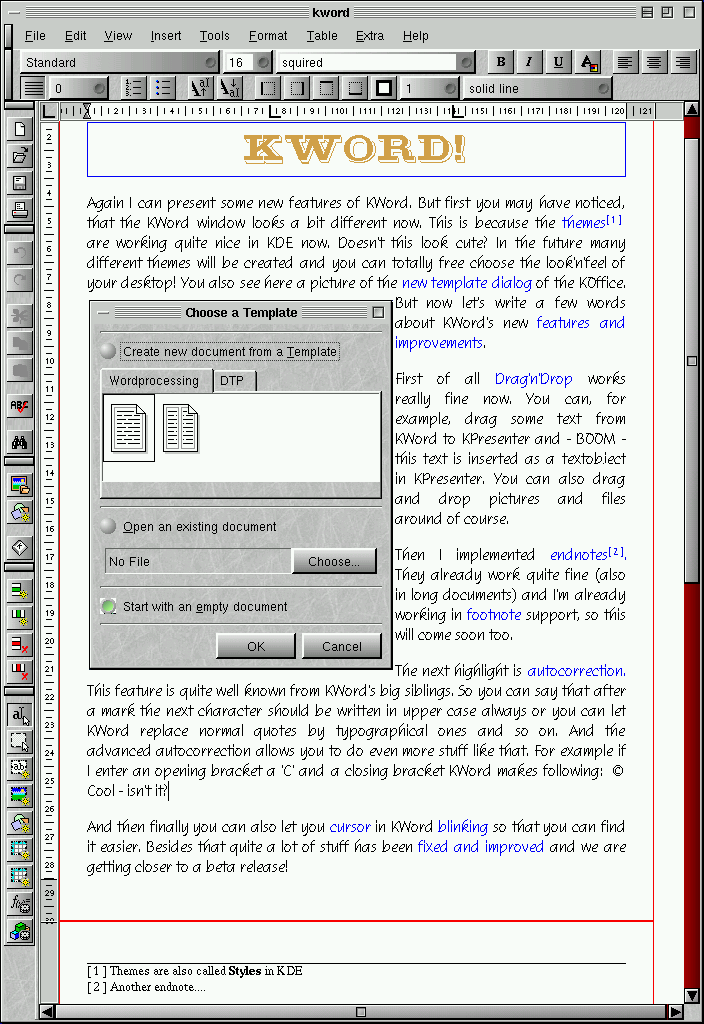 kword
File Edit View Insert Tools Format Table Extra Help
Standard 16 squired B I U A
0 1 solid line
KWORD!
Again I can present some new features of KWord. But first you may have noticed,
that the KWord window looks a bit different now. This is because the themes[1]
are working quite nice in KDE now. Doesn't this look cute? In the future many
different themes will be created and you can totally free choose the look'n'feel of
your desktop! You also see here a picture of the new template dialog of the KOffice.
But now let's write a few words
about KWord's new features and
improvements.
First of all Drag'n'Drop works
really fine now. You can, for
example, drag some text from
KWord to KPresenter and - BOOM -
this text is inserted as a textobject
in KPresenter. You can also drag
and drop pictures and files
around of course.
Then I implemented endnotes[2].
They already work quite fine (also
in long documents) and I'm already
working in footnote support, so this
will come soon too.
The next highlight is autocorrection.
Choose a Template
Create new document from a Template
Wordprocessing DTP
Open an existing document
No File Choose...
Start with an empty document
OK Cancel
This feature is quite well known from KWord's big siblings. So you can say that after
a mark the next character should be written in upper case always or you can let
KWord replace normal quotes by typographical ones and so on. And the
advanced autocorrection allows you to do even more stuff like that. For example if
I enter an opening bracket a 'C' and a closing bracket KWord makes following: ©
Cool - isn't it?
And then finally you can also let you cursor in KWord blinking so that you can find
it easier. Besides that quite a lot of stuff has been fixed and improved and we are
getting closer to a beta release!
[1] Themes are also called Styles in KDE
[2] Another endnote....